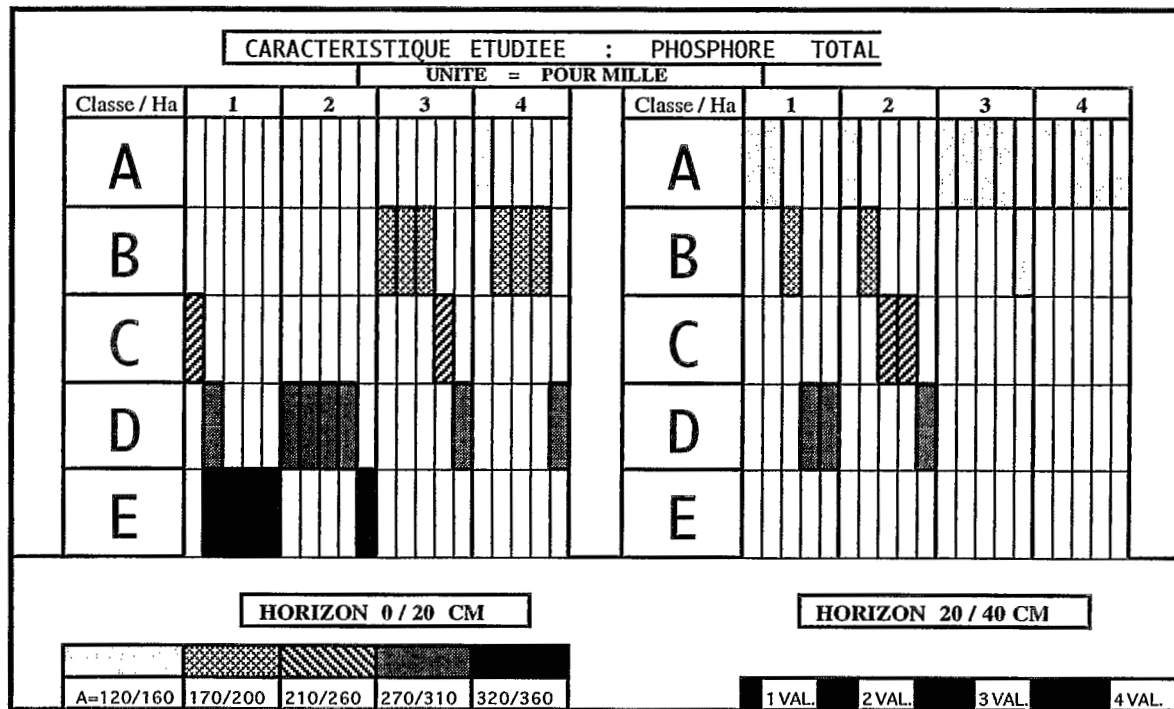 CARACTERISTIQUE ETUDIEE : PHOSPHORE TOTAL
UNITE = POUR MILLE
Classe / Ha 1 2 3 4 Classe / Ha 1 2 3 4
A A
B B
C C
D D
E E
HORIZON 0 / 20 CM HORIZON 20 / 40 CM
A=120/160 170/200 210/260 270/310 320/360 1 VAL. 2 VAL. 3 VAL. 4 VAL.